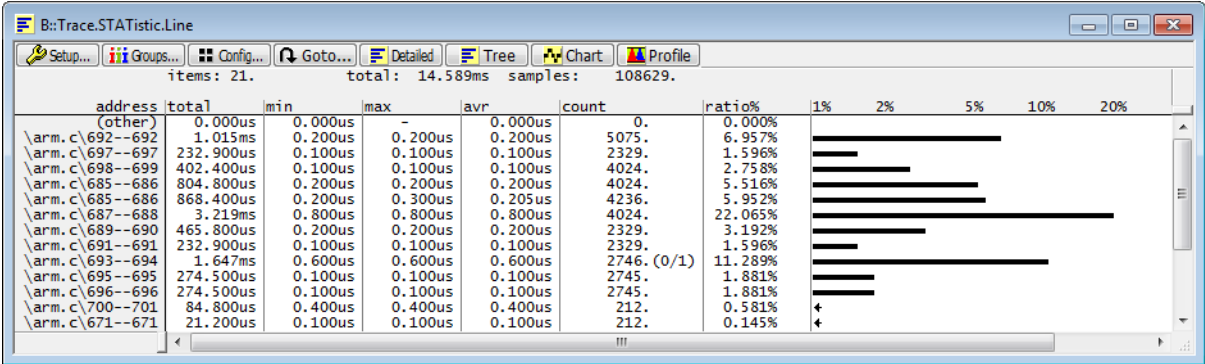 B::Trace.STATistic.Line
Setup... Groups... Config... Goto... Detailed Tree Chart Profile
items: 21. total: 14.589ms samples: 108629.
address total min max avr count ratio% 1% 2% 5% 10% 20%
(other) 0.000us 0.000us - 0.000us 0. 0.000%
\arm.c\692--692 1.015ms 0.200us 0.200us 0.200us 5075. 6.957%
\arm.c\697--697 232.900us 0.100us 0.100us 0.100us 2329. 1.596%
\arm.c\698--699 402.400us 0.100us 0.100us 0.100us 4024. 2.758%
\arm.c\685--686 804.800us 0.200us 0.200us 0.200us 4024. 5.516%
\arm.c\685--686 868.400us 0.200us 0.300us 0.205us 4236. 5.952%
\arm.c\687--688 3.219ms 0.800us 0.800us 0.800us 4024. 22.065%
\arm.c\689--690 465.800us 0.200us 0.200us 0.200us 2329. 3.192%
\arm.c\691--691 232.900us 0.100us 0.100us 0.100us 2329. 1.596%
\arm.c\693--694 1.647ms 0.600us 0.600us 0.600us 2746.(0/1) 11.289%
\arm.c\695--695 274.500us 0.100us 0.100us 0.100us 2745. 1.881%
\arm.c\696--696 274.500us 0.100us 0.100us 0.100us 2745. 1.881%
\arm.c\700--701 84.800us 0.400us 0.400us 0.400us 212. 0.581%
\arm.c\671--671 21.200us 0.100us 0.100us 0.100us 212. 0.145%